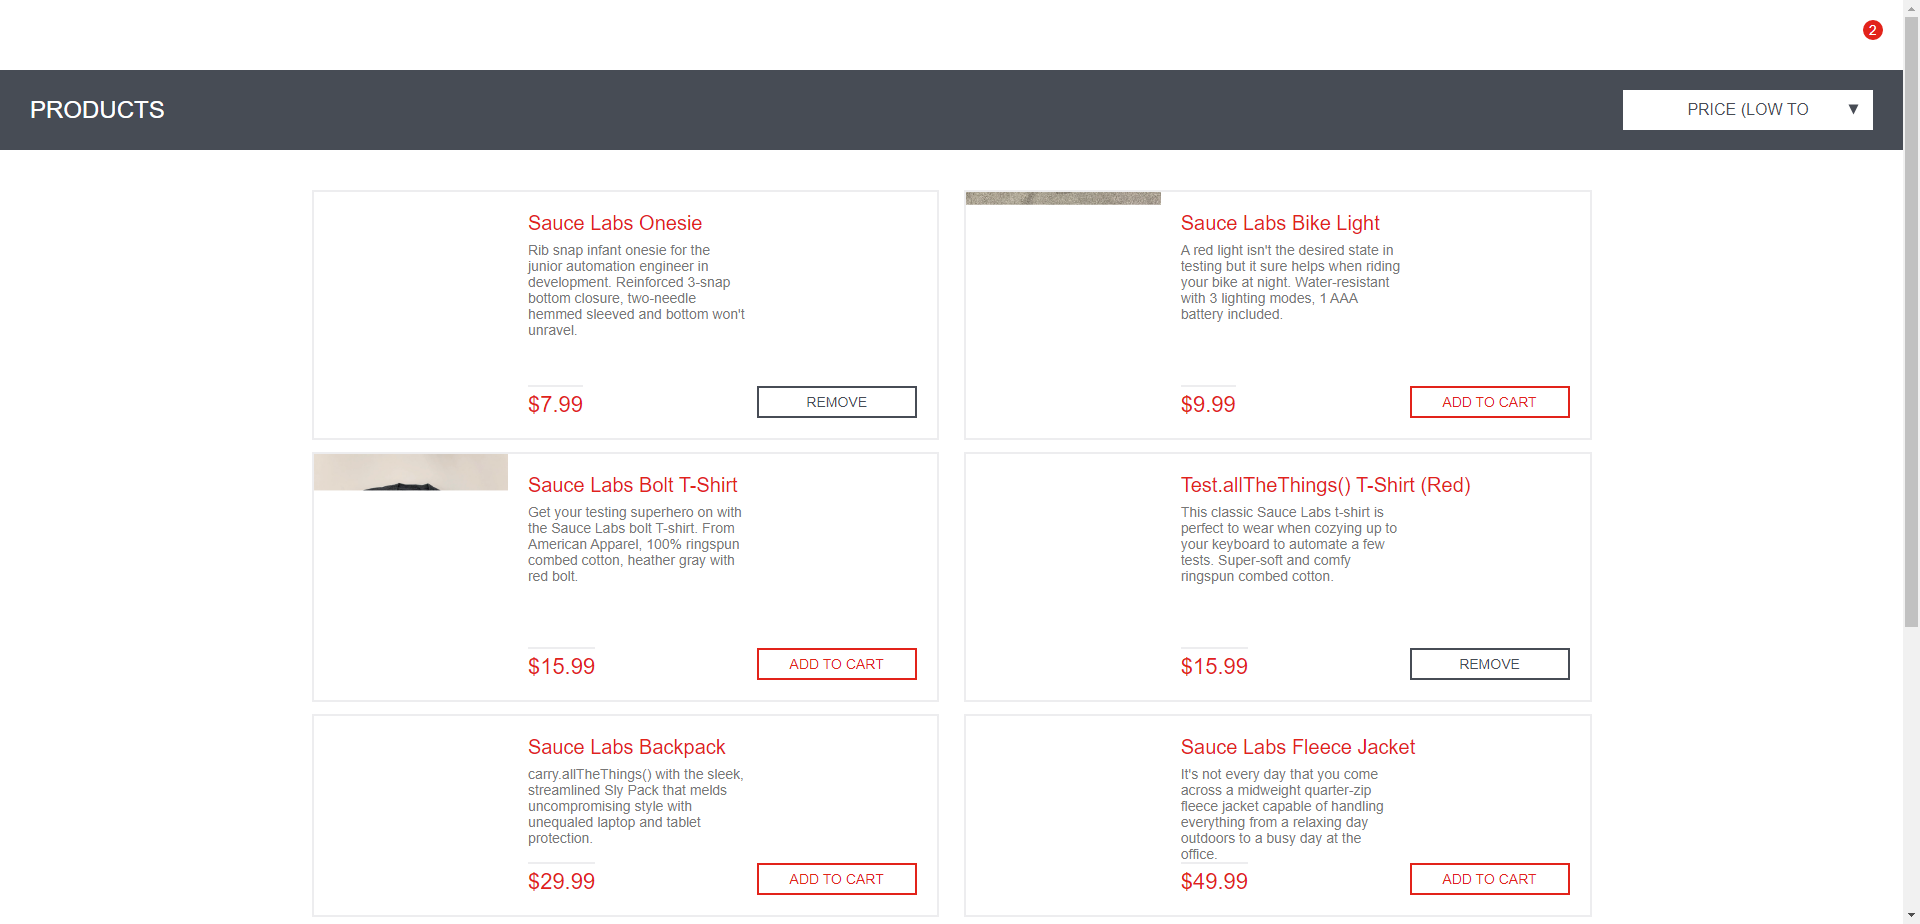 2
PRODUCTS
PRICE (LOW TO
▼
Sauce Labs Onesie
Rib snap infant onesie for the
junior automation engineer in
development. Reinforced 3-snap
bottom closure, two-needle
hemmed sleeved and bottom won't
unravel.
$7.99
REMOVE
Sauce Labs Bike Light
A red light isn't the desired state in
testing but it sure helps when riding
your bike at night. Water-resistant
with 3 lighting modes, 1 AAA
battery included.
$9.99
ADD TO CART
Sauce Labs Bolt T-Shirt
Get your testing superhero on with
the Sauce Labs bolt T-shirt. From
American Apparel, 100% ringspun
combed cotton, heather gray with
red bolt.
$15.99
ADD TO CART
Test.allTheThings() T-Shirt (Red)
This classic Sauce Labs t-shirt is
perfect to wear when cozying up to
your keyboard to automate a few
tests. Super-soft and comfy
ringspun combed cotton.
$15.99
REMOVE
Sauce Labs Backpack
carry.allTheThings() with the sleek,
streamlined Sly Pack that melds
uncompromising style with
unequaled laptop and tablet
protection.
$29.99
ADD TO CART
Sauce Labs Fleece Jacket
It's not every day that you come
across a midweight quarter-zip
fleece jacket capable of handling
everything from a relaxing day
outdoors to a busy day at the
office.
$49.99
ADD TO CART